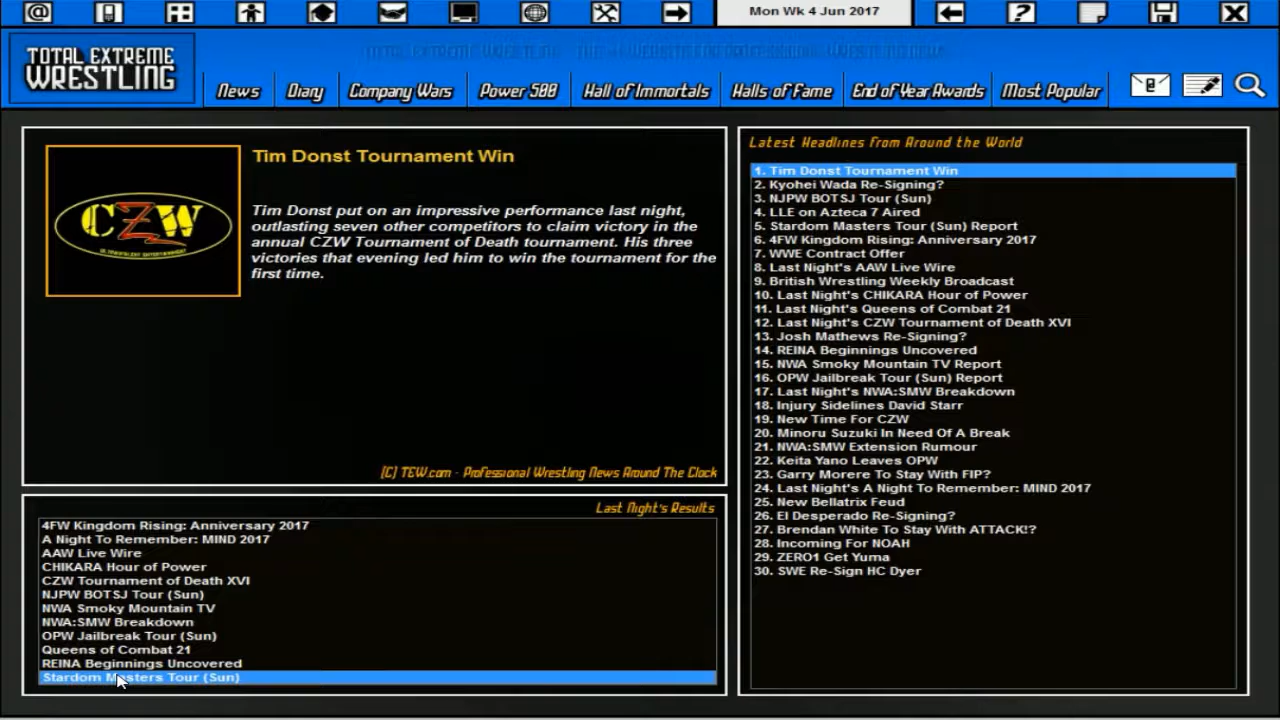 Mon Wk 4 Jun 2017
TOTAL EXTREME
WRESTLING
News
Diary
Company Wars
Power 500
Hall of Immortals
Halls of Fame
End of Year Awards
Most Popular
CZW
Tim Donst Tournament Win
Tim Donst put on an impressive performance last night,
outlasting seven other competitors to claim victory in the
annual CZW Tournament of Death tournament. His three
victories that evening led him to win the tournament for the
first time.
(C) TEW.com - Professional Wrestling News Around The Clock
Last Night's Results
4FW Kingdom Rising: Anniversary 2017
A Night To Remember: MIND 2017
AAW Live Wire
CHIKARA Hour of Power
CZW Tournament of Death XVI
NJPW BOTSJ Tour (Sun)
NWA Smoky Mountain TV
NWA:SMW Breakdown
OPW Jailbreak Tour (Sun)
Queens of Combat 21
REINA Beginnings Uncovered
Stardom Masters Tour (Sun)
Latest Headlines From Around the World
1. Tim Donst Tournament Win
2. Kyohei Wada Re-Signing?
3. NJPW BOTSJ Tour (Sun)
4. LLE on Azteca 7 Aired
5. Stardom Masters Tour (Sun) Report
6. 4FW Kingdom Rising: Anniversary 2017
7. WWE Contract Offer
8. Last Night's AAW Live Wire
9. British Wrestling Weekly Broadcast
10. Last Night's CHIKARA Hour of Power
11. Last Night's Queens of Combat 21
12. Last Night's CZW Tournament of Death XVI
13. Josh Mathews Re-Signing?
14. REINA Beginnings Uncovered
15. NWA Smoky Mountain TV Report
16. OPW Jailbreak Tour (Sun) Report
17. Last Night's NWA:SMW Breakdown
18. Injury Sidelines David Starr
19. New Time For CZW
20. Minoru Suzuki In Need Of A Break
21. NWA:SMW Extension Rumour
22. Keita Yano Leaves OPW
23. Garry Morere To Stay With FIP?
24. Last Night's A Night To Remember: MIND 2017
25. New Bellatrix Feud
26. El Desperado Re-Signing?
27. Brendan White To Stay With ATTACK!?
28. Incoming For NOAH
29. ZERO1 Get Yuma
30. SWE Re-Sign HC Dyer